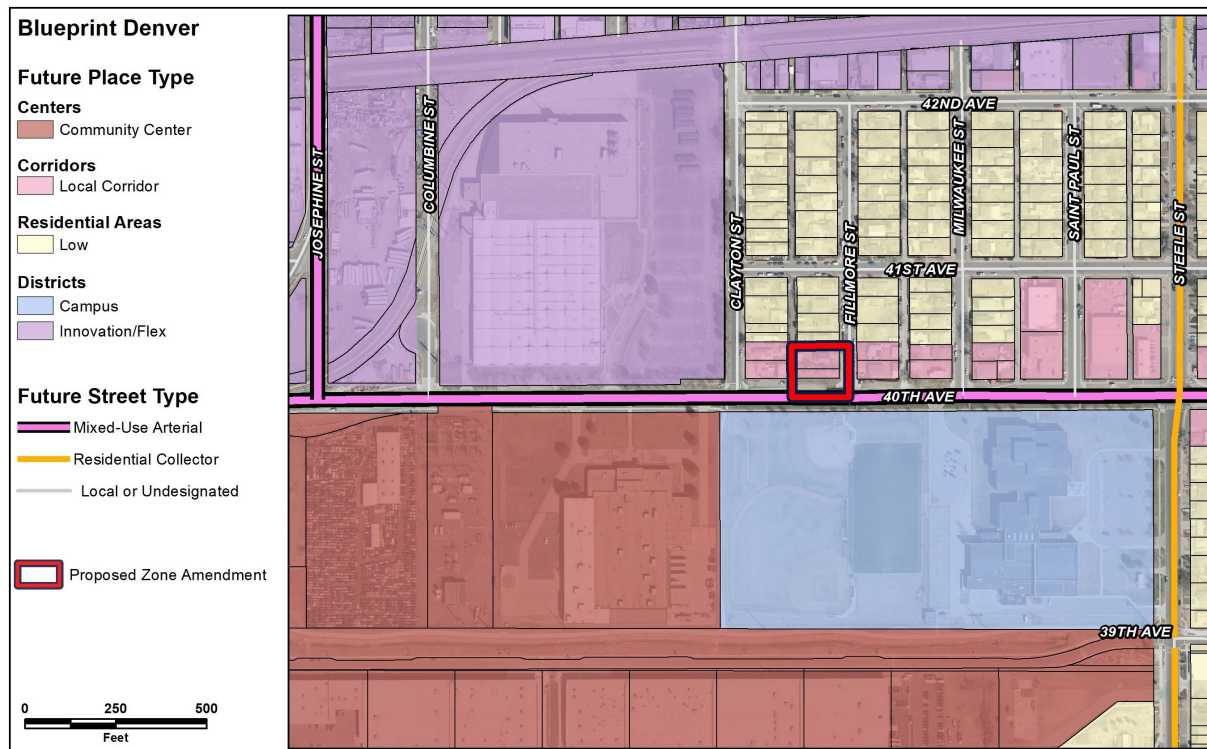 Blueprint Denver
Future Place Type
Centers
Community Center
Corridors
Local Corridor
Residential Areas
Low
Districts
Campus
Innovation/Flex
Future Street Type
Mixed-Use Arterial
Residential Collector
Local or Undesignated
Proposed Zone Amendment
0 250 500
Feet
JOSEPHINE ST
COLUMBINE ST
CLAYTON ST
FILLMORE ST
MILWAUKEE ST
SAINT PAUL ST
STEELE ST
42ND AVE
41ST AVE
40TH AVE
39TH AVE